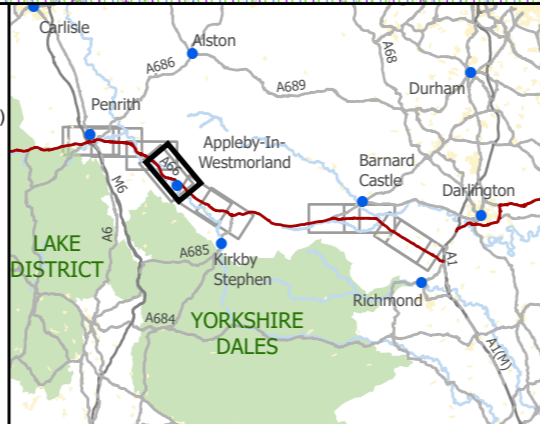 Carlisle
Alston
A68
A686
A689
Durham
)
Penrith
Appleby-In-
Westmorland
A66
Barnard
Castle
Darlington
M6
A6
LAKE
DISTRICT
A685
Kirkby
Stephen
A1
Richmond
A684
YORKSHIRE
DALES
A1(M)